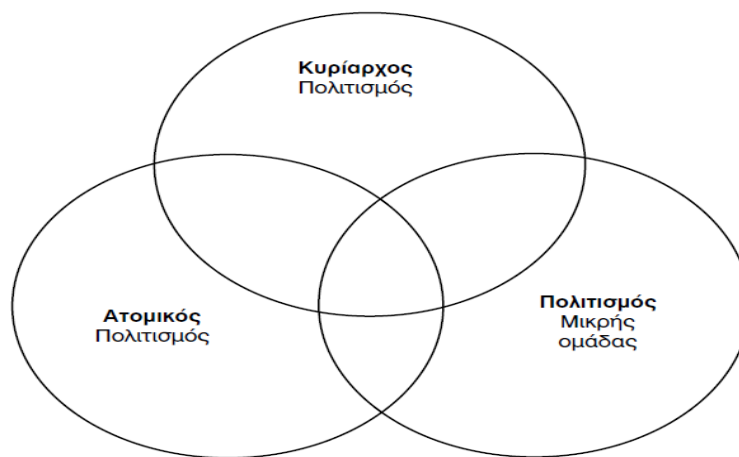 Κυρίαρχος
Πολιτισμός
Ατομικός
Πολιτισμός
Πολιτισμός
Μικρής
ομάδας